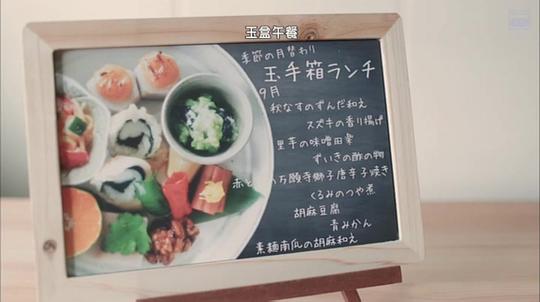 玉盒午餐
季節の月替わり
玉手箱ランチ
9月
秋なすのずんだ和え
スズキの香り揚げ
里芋の味噌田楽
ずいきの酢の物
万願寺獅子唐辛子焼き
くるみのつや煮
胡麻豆腐
青みかん
素麺南瓜の胡麻和え